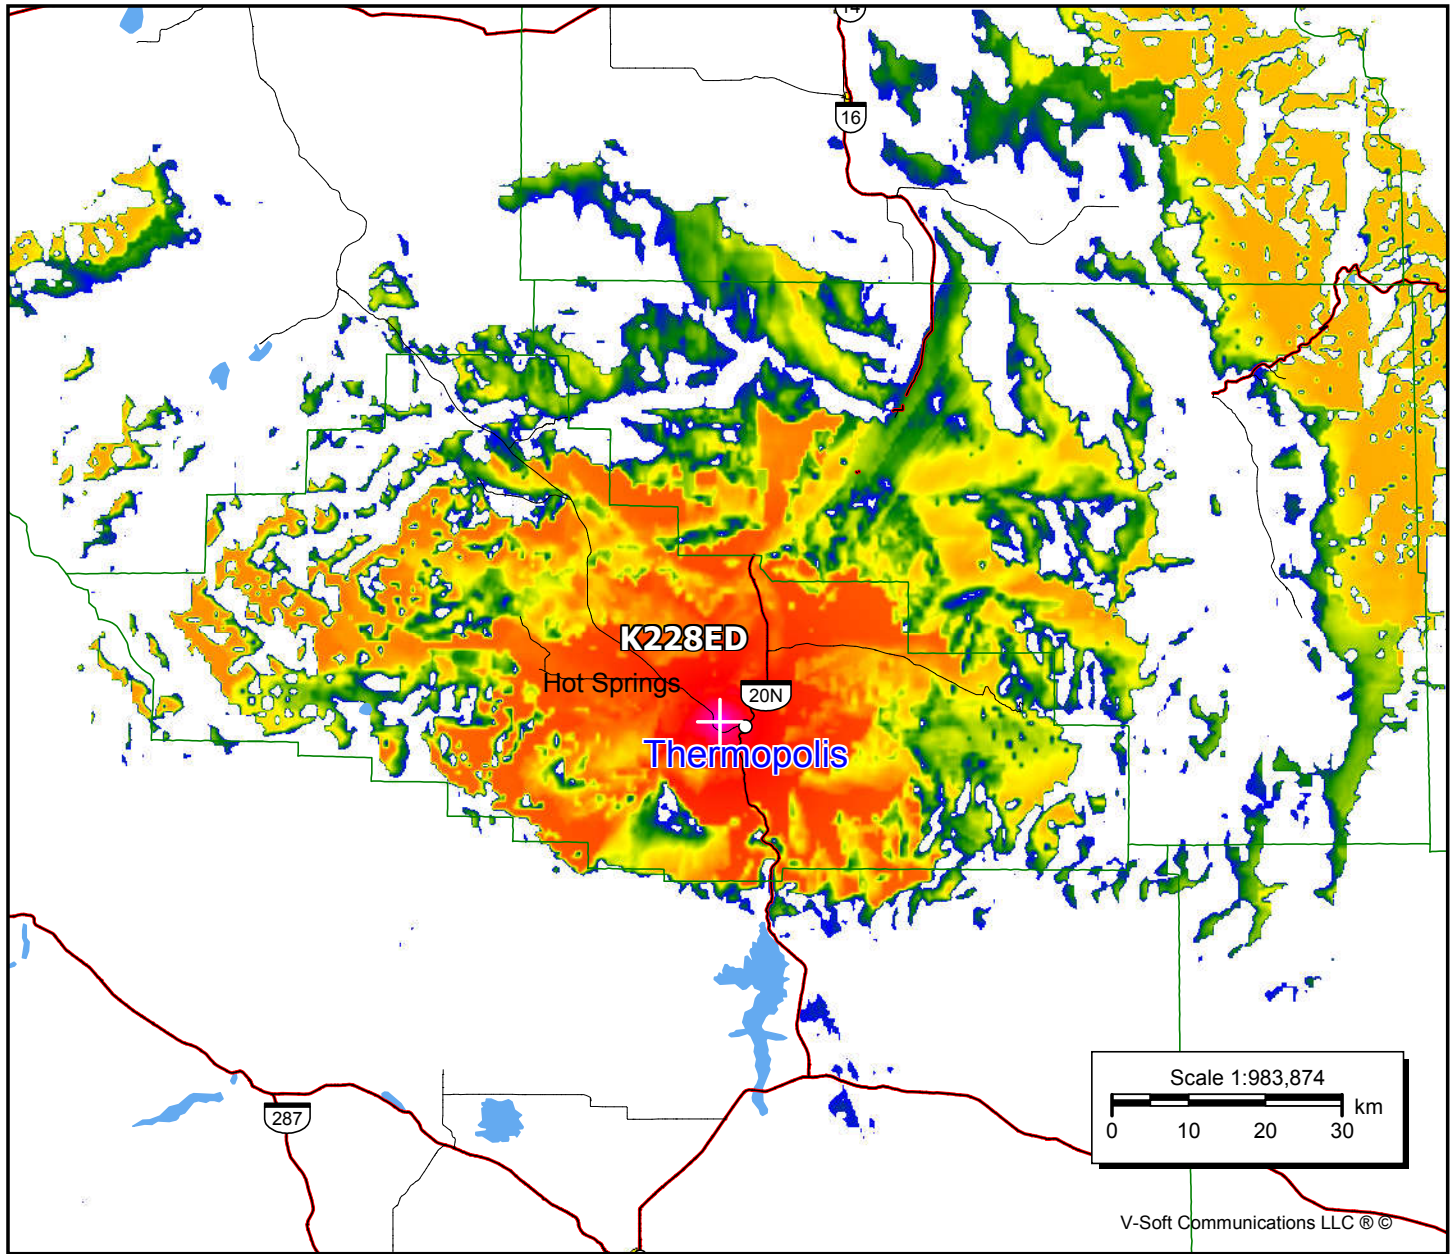 14
16
K228ED
Hot Springs
20N
Thermopolis
287
Scale 1:983,874
km
0 10 20 30
V-Soft Communications LLC ® ©